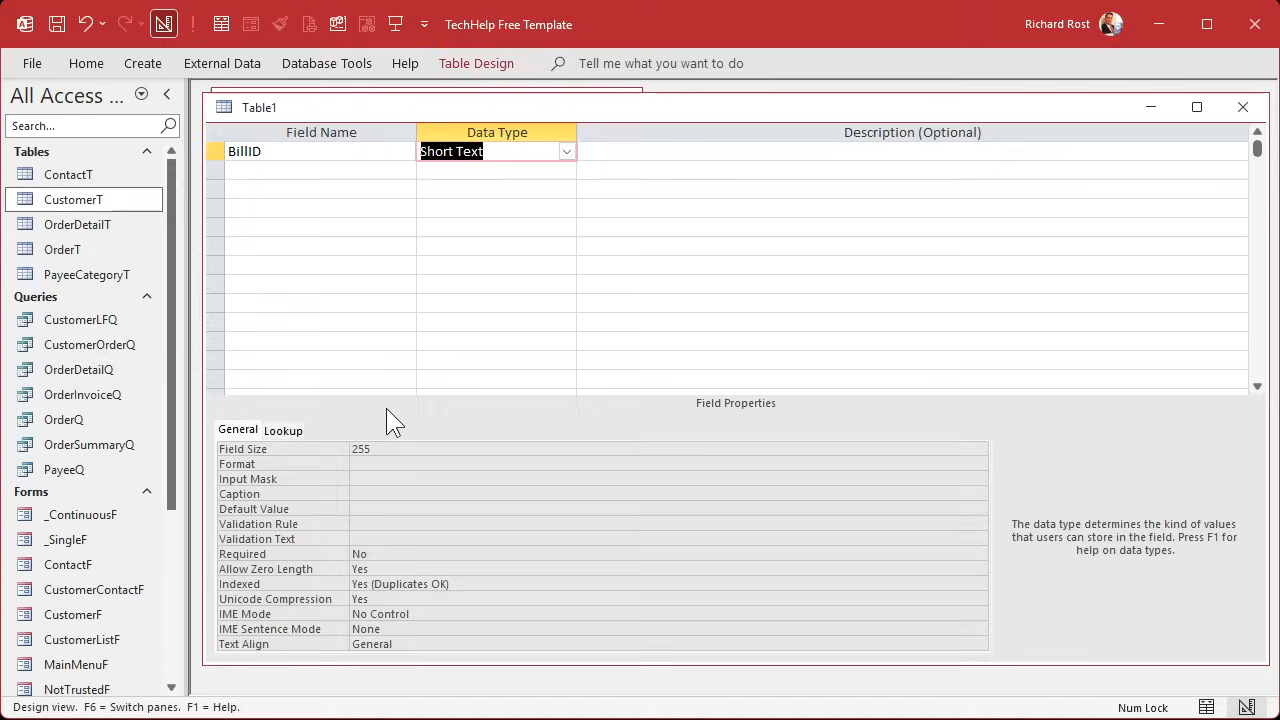 TechHelp Free Template
Richard Rost
File
Home
Create
External Data
Database Tools
Help
Table Design
Tell me what you want to do
All Access ...
Search...
Tables
ContactT
CustomerT
OrderDetailT
OrderT
PayeeCategoryT
Queries
CustomerLFQ
CustomerOrderQ
OrderDetailQ
OrderInvoiceQ
OrderQ
OrderSummaryQ
PayeeQ
Forms
_ContinuousF
_SingleF
ContactF
CustomerContactF
CustomerF
CustomerListF
MainMenuF
NotTrustedF
Table1
Field Name Data Type Description (Optional)
BillID Short Text
Field Properties
General Lookup
Field Size 255
Format
Input Mask
Caption
Default Value
Validation Rule
Validation Text
Required No
Allow Zero Length Yes
Indexed Yes (Duplicates OK)
Unicode Compression Yes
IME Mode No Control
IME Sentence Mode None
Text Align General
The data type determines the kind of values
that users can store in the field. Press F1 for
help on data types.
Design view. F6 = Switch panes. F1 = Help.
Num Lock